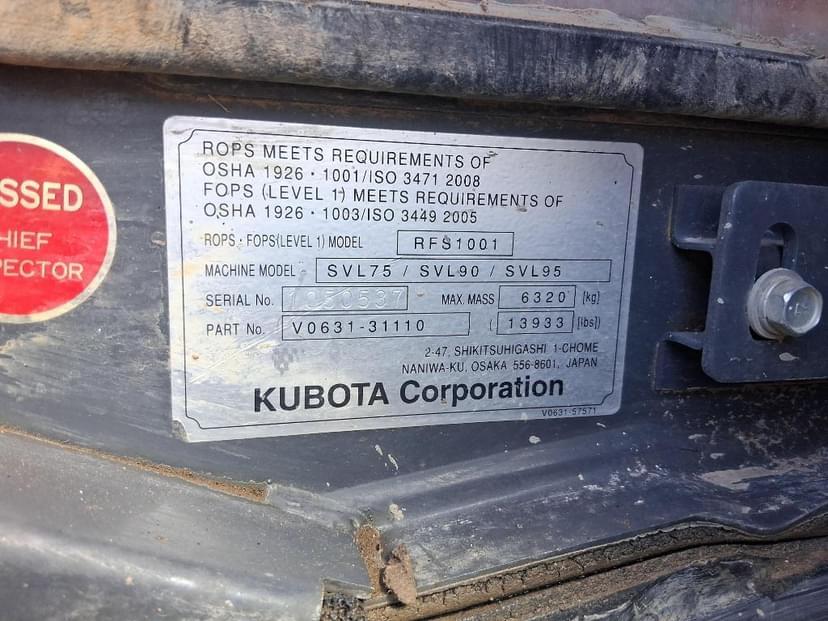 SSED
HIEF
PECTOR
ROPS MEETS REQUIREMENTS OF
OSHA 1926・1001/ISO 3471 2008
FOPS (LEVEL 1) MEETS REQUIREMENTS OF
OSHA 1926・1003/ISO 3449 2005
ROPS・FOPS(LEVEL 1) MODEL RFS1001
MACHINE MODEL SVL75 / SVL90 / SVL95
SERIAL No. 1050537 MAX. MASS 6320 [kg]
PART No. V0631-31110 ( 13933 [lbs])
2-47, SHIKITSUHIGASHI 1-CHOME
NANIWA-KU, OSAKA 556-8601, JAPAN
KUBOTA Corporation
V0631-57571